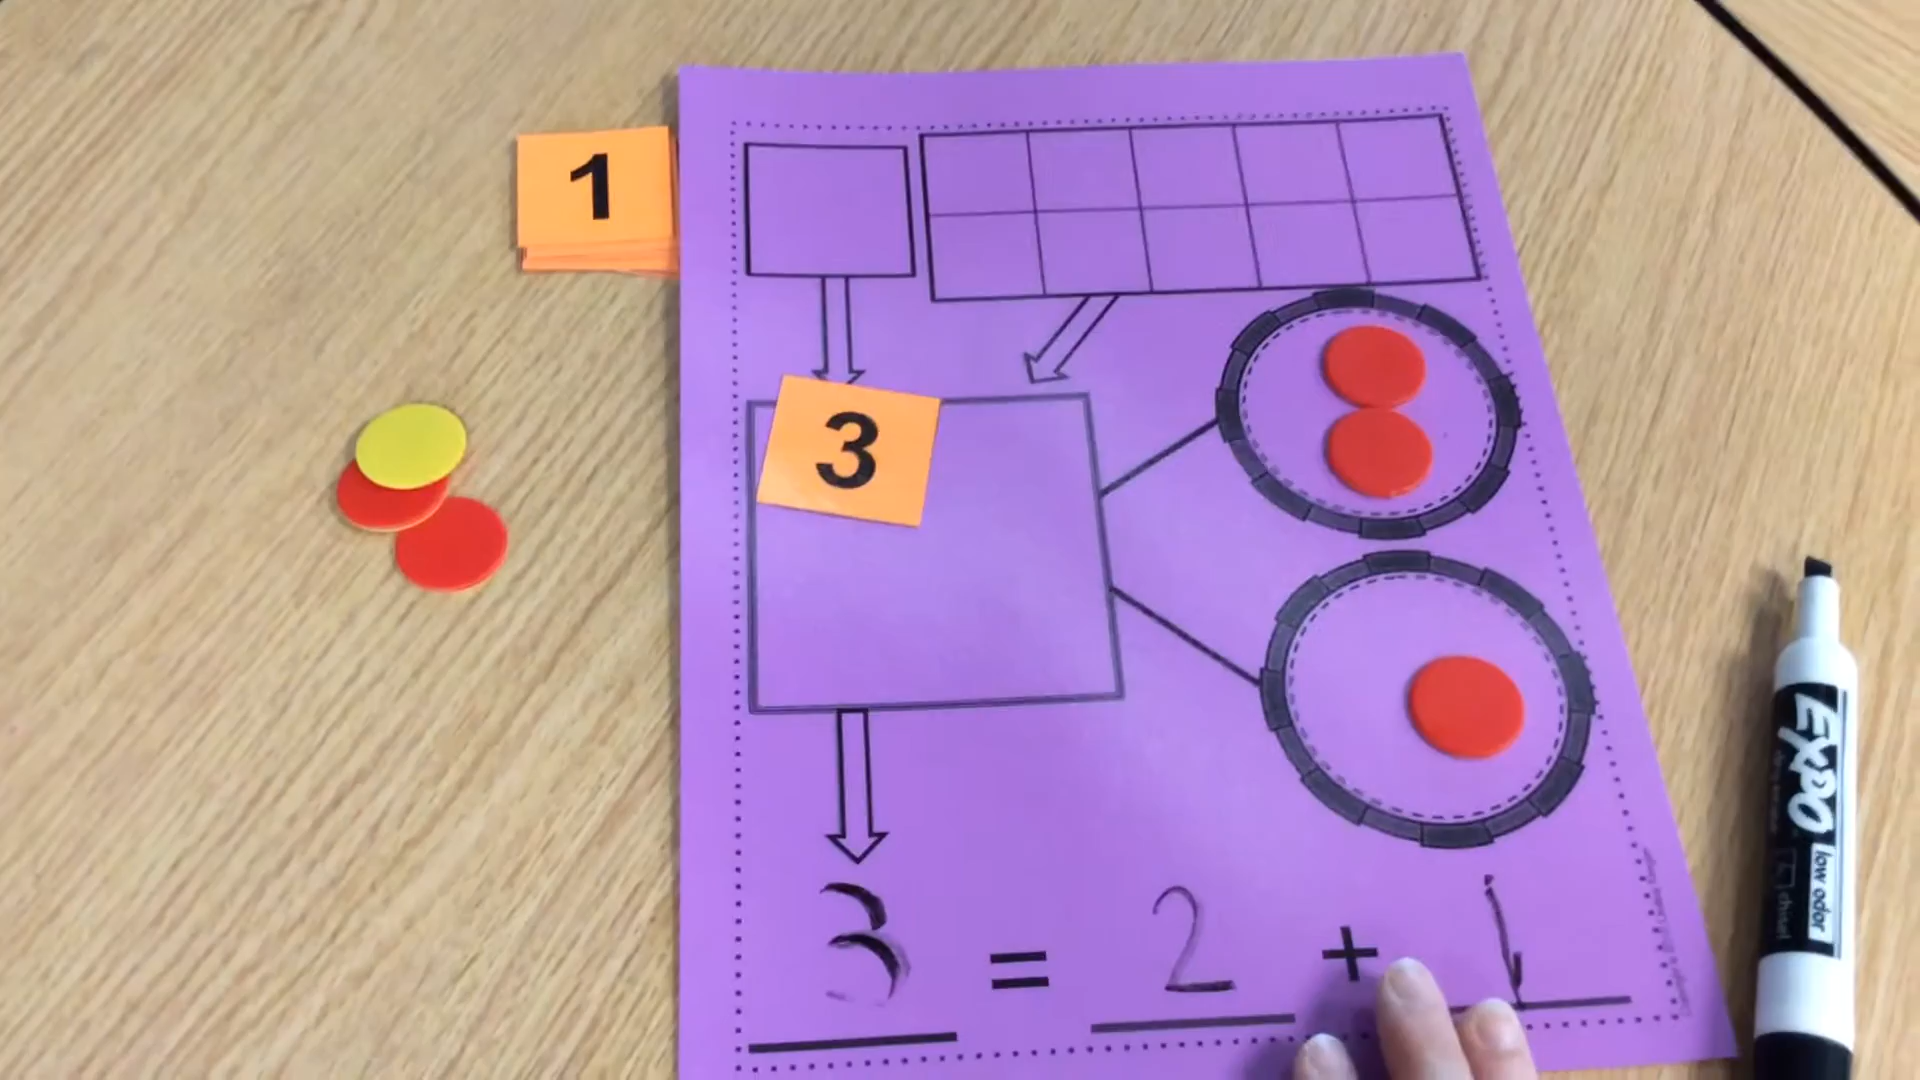 1
3
3 = 2 + 1
EXPO
low odor
chisel